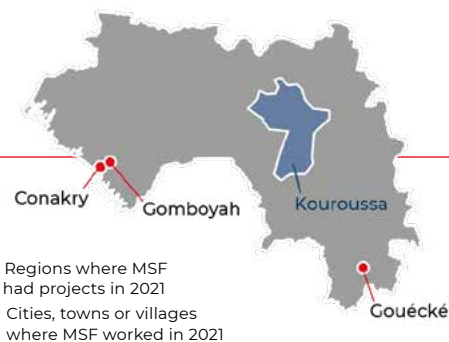 Conakry
Gomboyah
Kouroussa
Regions where MSF
had projects in 2021
Cities, towns or villages
where MSF worked in 2021
Gouécké